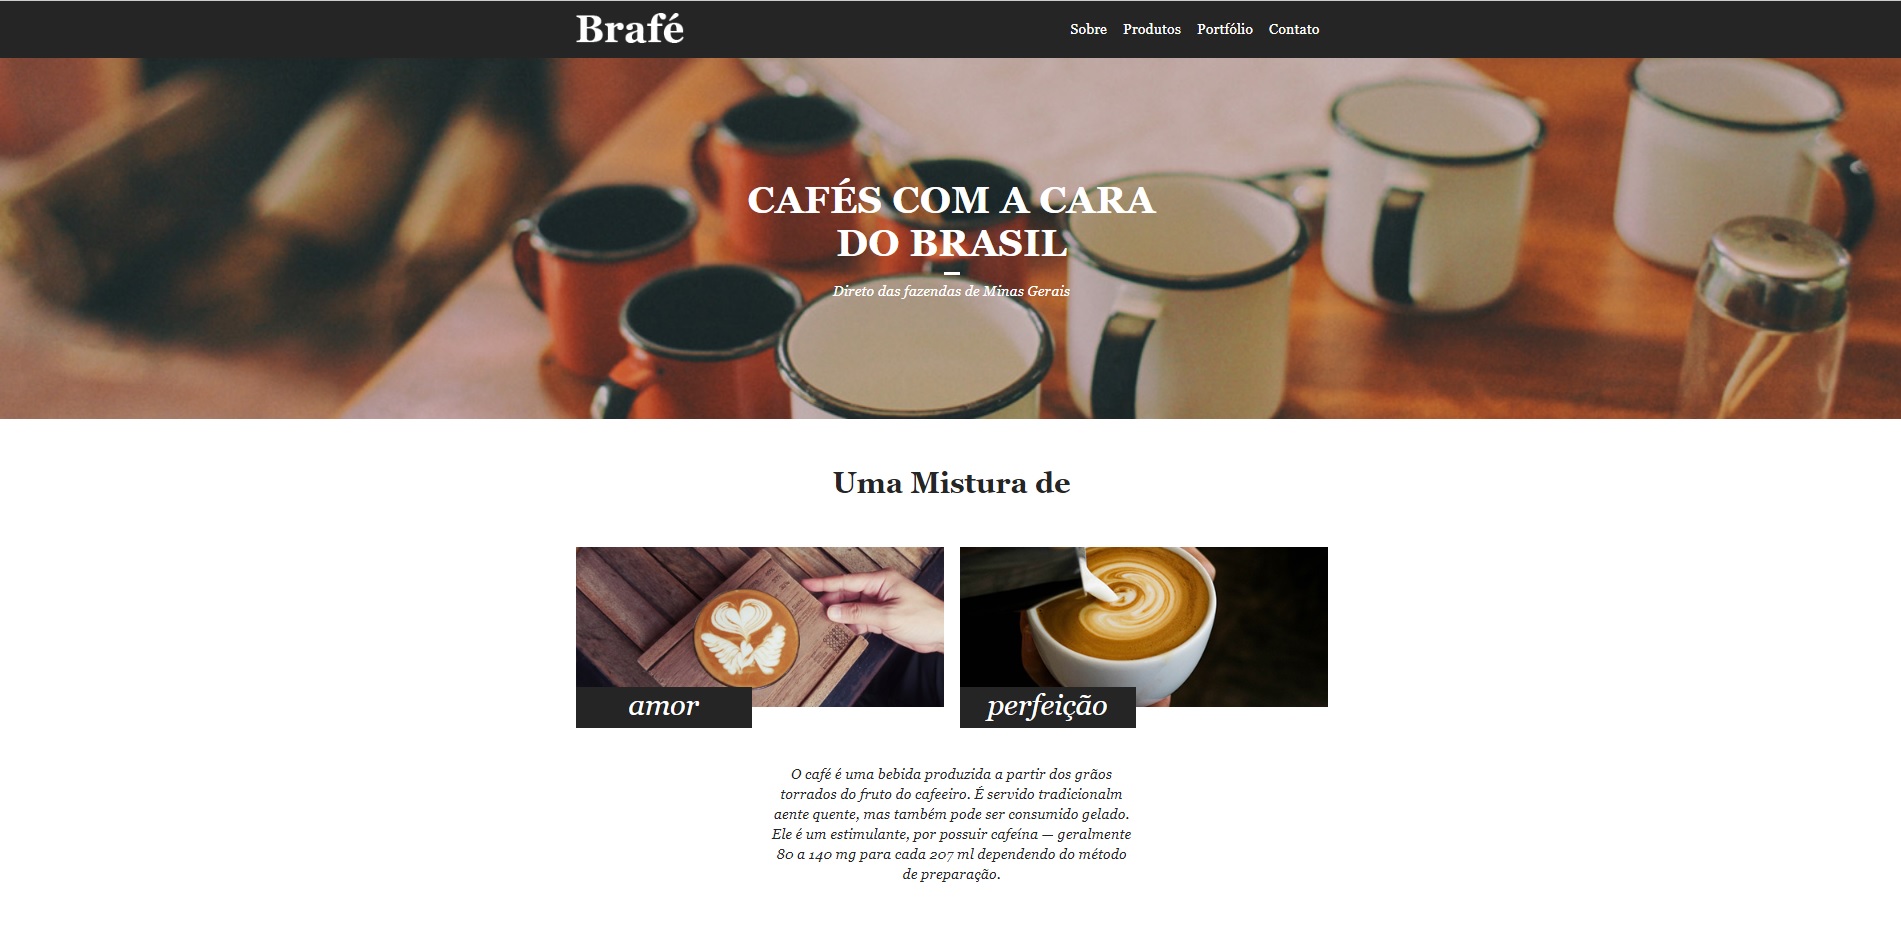 Brafé
Sobre Produtos Portfólio Contato
CAFÉS COM A CARA
DO BRASIL
Direto das fazendas de Minas Gerais
Uma Mistura de
amor
perfeição
O café é uma bebida produzida a partir dos grãos
torrados do fruto do cafeeiro. É servido tradicionalm
aente quente, mas também pode ser consumido gelado.
Ele é um estimulante, por possuir cafeína — geralmente
80 a 140 mg para cada 207 ml dependendo do método
de preparação.